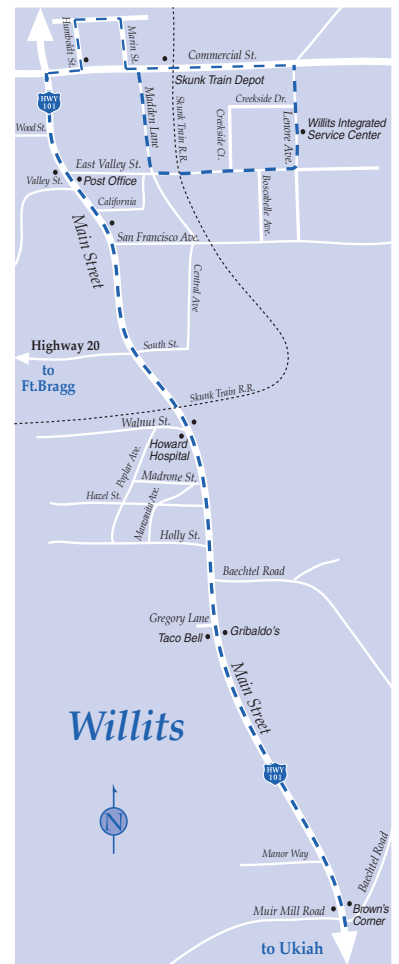 Humboldt St.
Marin St.
Commercial St.
Skunk Train Depot
HWY
101
Madden Lane
Skunk Train R.R.
Creekside Dr.
Creekside Ct.
Lenore Ave.
Willits Integrated
Service Center
Wood St.
East Valley St.
Valley St.
Post Office
California
Boscabelle Ave.
Main Street
San Francisco Ave.
Central Ave
Highway 20
South St.
to
Ft.Bragg
Skunk Train R.R.
Walnut St.
Howard
Hospital
Poplar Ave.
Madrone St.
Hazel St.
Manzanita Ave.
Holly St.
Baechtel Road
Gregory Lane
Taco Bell
Gribaldo's
Main Street
Willits
HWY
101
N
Manor Way
Baechtel Road
Muir Mill Road
Brown's
Corner
to Ukiah